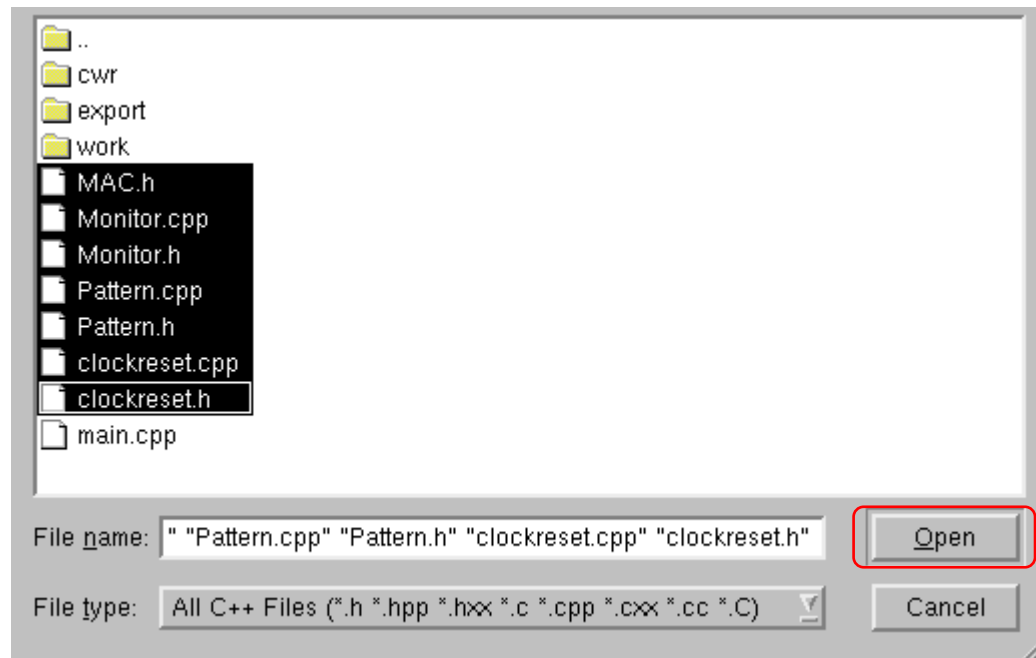 ..
cwr
export
work
MAC.h
Monitor.cpp
Monitor.h
Pattern.cpp
Pattern.h
clockreset.cpp
clockreset.h
main.cpp
File name: " "Pattern.cpp" "Pattern.h" "clockreset.cpp" "clockreset.h" Open
File type: All C++ Files (*.h *.hpp *.hxx *.c *.cpp *.cxx *.cc *.C) Cancel